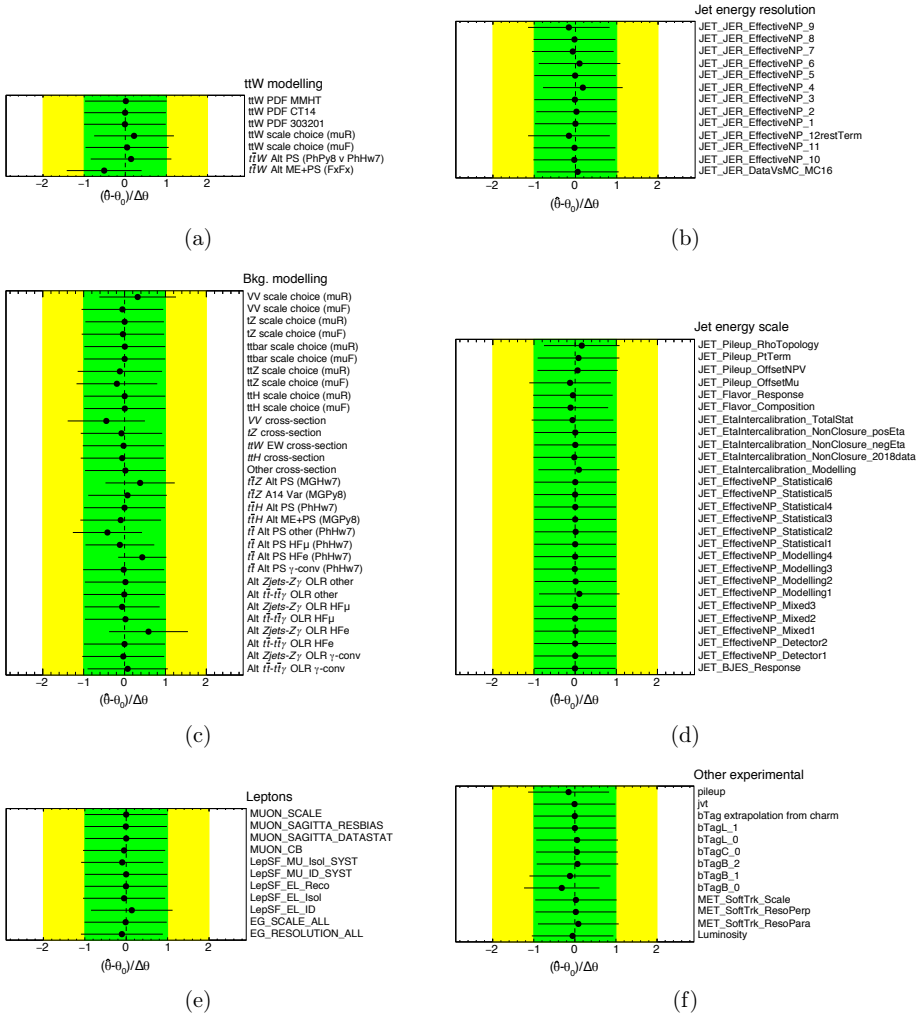 ttW modelling
ttW PDF MMHT
ttW PDF CT14
ttW PDF 303201
ttW scale choice (muR)
ttW scale choice (muF)
tt̄W Alt PS (PhPy8 v PhHw7)
tt̄W Alt ME+PS (FxFx)
−2 −1 0 1 2
(θ̂-θ₀)/Δθ
(a)
Jet energy resolution
JET_JER_EffectiveNP_9
JET_JER_EffectiveNP_8
JET_JER_EffectiveNP_7
JET_JER_EffectiveNP_6
JET_JER_EffectiveNP_5
JET_JER_EffectiveNP_4
JET_JER_EffectiveNP_3
JET_JER_EffectiveNP_2
JET_JER_EffectiveNP_1
JET_JER_EffectiveNP_12restTerm
JET_JER_EffectiveNP_11
JET_JER_EffectiveNP_10
JET_JER_DataVsMC_MC16
−2 −1 0 1 2
(θ̂-θ₀)/Δθ
(b)
Bkg. modelling
VV scale choice (muR)
VV scale choice (muF)
tZ scale choice (muR)
tZ scale choice (muF)
ttbar scale choice (muR)
ttbar scale choice (muF)
ttZ scale choice (muR)
ttZ scale choice (muF)
ttH scale choice (muR)
ttH scale choice (muF)
VV cross-section
tZ cross-section
ttW EW cross-section
ttH cross-section
Other cross-section
tt̄Z Alt PS (MGHw7)
tt̄Z A14 Var (MGPy8)
tt̄H Alt PS (PhHw7)
tt̄H Alt ME+PS (MGPy8)
tt̄ Alt PS other (PhHw7)
tt̄ Alt PS HFμ (PhHw7)
tt̄ Alt PS HFe (PhHw7)
tt̄ Alt PS γ-conv (PhHw7)
Alt Zjets-Zγ OLR other
Alt tt̄-tt̄γ OLR other
Alt Zjets-Zγ OLR HFμ
Alt tt̄-tt̄γ OLR HFμ
Alt Zjets-Zγ OLR HFe
Alt tt̄-tt̄γ OLR HFe
Alt Zjets-Zγ OLR γ-conv
Alt tt̄-tt̄γ OLR γ-conv
−2 −1 0 1 2
(θ̂-θ₀)/Δθ
(c)
Jet energy scale
JET_Pileup_RhoTopology
JET_Pileup_PtTerm
JET_Pileup_OffsetNPV
JET_Pileup_OffsetMu
JET_Flavor_Response
JET_Flavor_Composition
JET_EtaIntercalibration_TotalStat
JET_EtaIntercalibration_NonClosure_posEta
JET_EtaIntercalibration_NonClosure_negEta
JET_EtaIntercalibration_NonClosure_2018data
JET_EtaIntercalibration_Modelling
JET_EffectiveNP_Statistical6
JET_EffectiveNP_Statistical5
JET_EffectiveNP_Statistical4
JET_EffectiveNP_Statistical3
JET_EffectiveNP_Statistical2
JET_EffectiveNP_Statistical1
JET_EffectiveNP_Modelling4
JET_EffectiveNP_Modelling3
JET_EffectiveNP_Modelling2
JET_EffectiveNP_Modelling1
JET_EffectiveNP_Mixed3
JET_EffectiveNP_Mixed2
JET_EffectiveNP_Mixed1
JET_EffectiveNP_Detector2
JET_EffectiveNP_Detector1
JET_BJES_Response
−2 −1 0 1 2
(θ̂-θ₀)/Δθ
(d)
Leptons
MUON_SCALE
MUON_SAGITTA_RESBIAS
MUON_SAGITTA_DATASTAT
MUON_CB
LepSF_MU_Isol_SYST
LepSF_MU_ID_SYST
LepSF_EL_Reco
LepSF_EL_Isol
LepSF_EL_ID
EG_SCALE_ALL
EG_RESOLUTION_ALL
−2 −1 0 1 2
(θ̂-θ₀)/Δθ
(e)
Other experimental
pileup
jvt
bTag extrapolation from charm
bTagL_1
bTagL_0
bTagC_0
bTagB_2
bTagB_1
bTagB_0
MET_SoftTrk_Scale
MET_SoftTrk_ResoPerp
MET_SoftTrk_ResoPara
Luminosity
−2 −1 0 1 2
(θ̂-θ₀)/Δθ
(f)